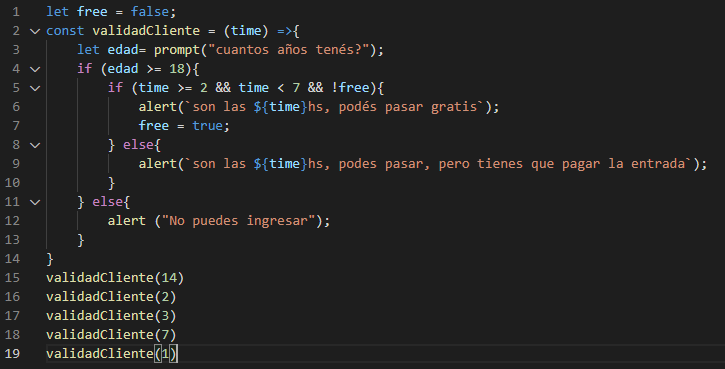 1 let free = false;
2 const validadCliente = (time) =>{
3 let edad= prompt("cuantos años tenés?");
4 if (edad >= 18){
5 if (time >= 2 && time < 7 && !free){
6 alert(`son las ${time}hs, podés pasar gratis`);
7 free = true;
8 } else{
9 alert(`son las ${time}hs, podes pasar, pero tienes que pagar la entrada`);
10 }
11 } else{
12 alert ("No puedes ingresar");
13 }
14 }
15 validadCliente(14)
16 validadCliente(2)
17 validadCliente(3)
18 validadCliente(7)
19 validadCliente(1)